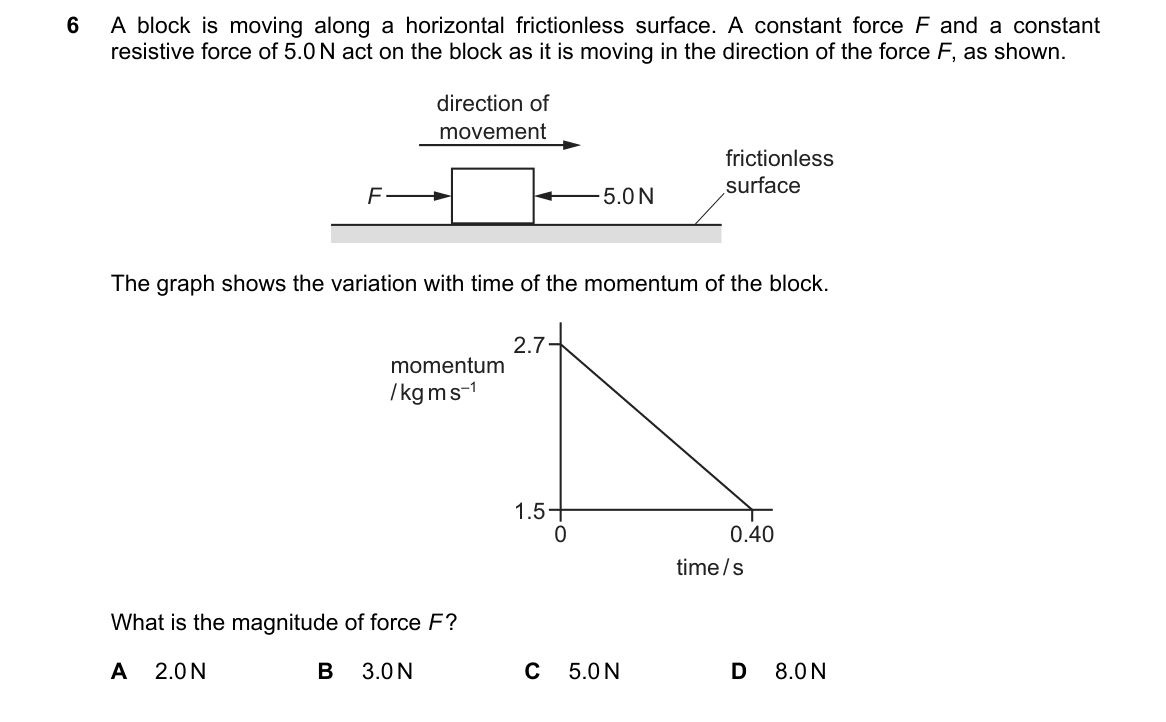 6 A block is moving along a horizontal frictionless surface. A constant force F and a constant
resistive force of 5.0 N act on the block as it is moving in the direction of the force F, as shown.
direction of
movement
frictionless
surface
F
5.0 N
The graph shows the variation with time of the momentum of the block.
2.7
momentum
/ kg m s⁻¹
1.5
0
0.40
time / s
What is the magnitude of force F?
A 2.0 N B 3.0 N C 5.0 N D 8.0 N